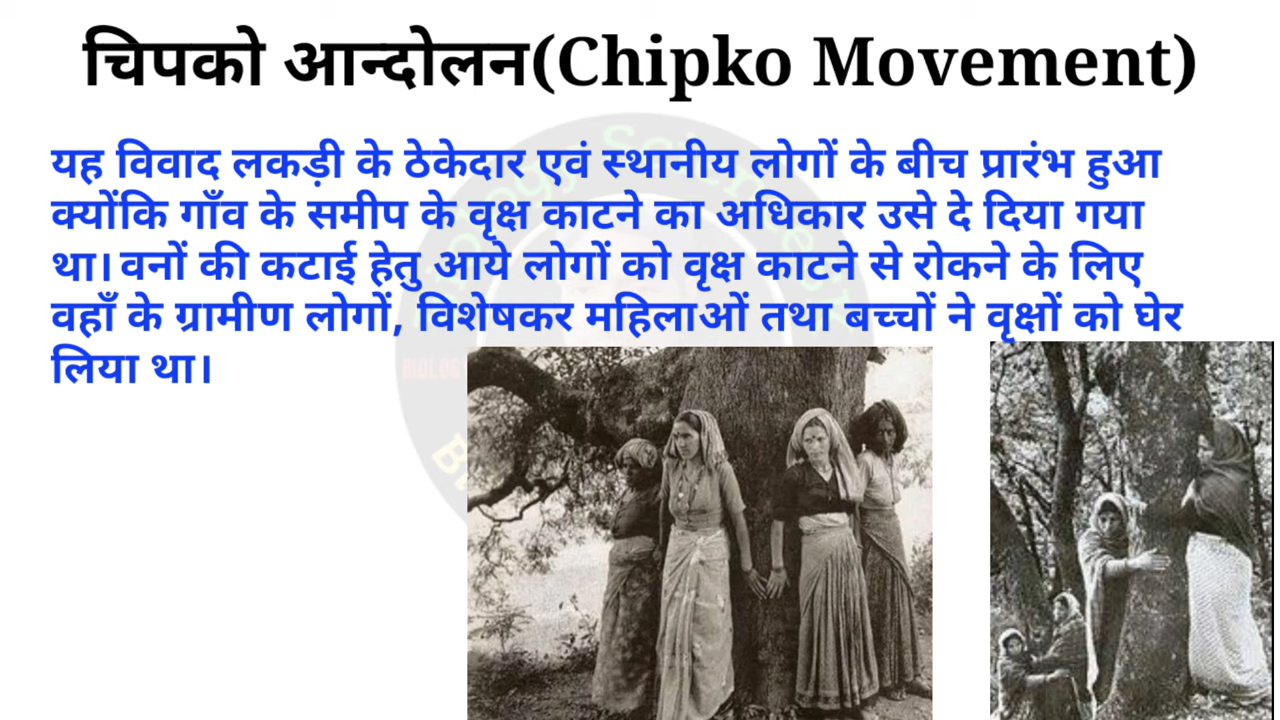 चिपको आन्दोलन(Chipko Movement)
यह विवाद लकड़ी के ठेकेदार एवं स्थानीय लोगों के बीच प्रारंभ हुआ
क्योंकि गाँव के समीप के वृक्ष काटने का अधिकार उसे दे दिया गया
था। वनों की कटाई हेतु आये लोगों को वृक्ष काटने से रोकने के लिए
वहाँ के ग्रामीण लोगों, विशेषकर महिलाओं तथा बच्चों ने वृक्षों को घेर
लिया था।